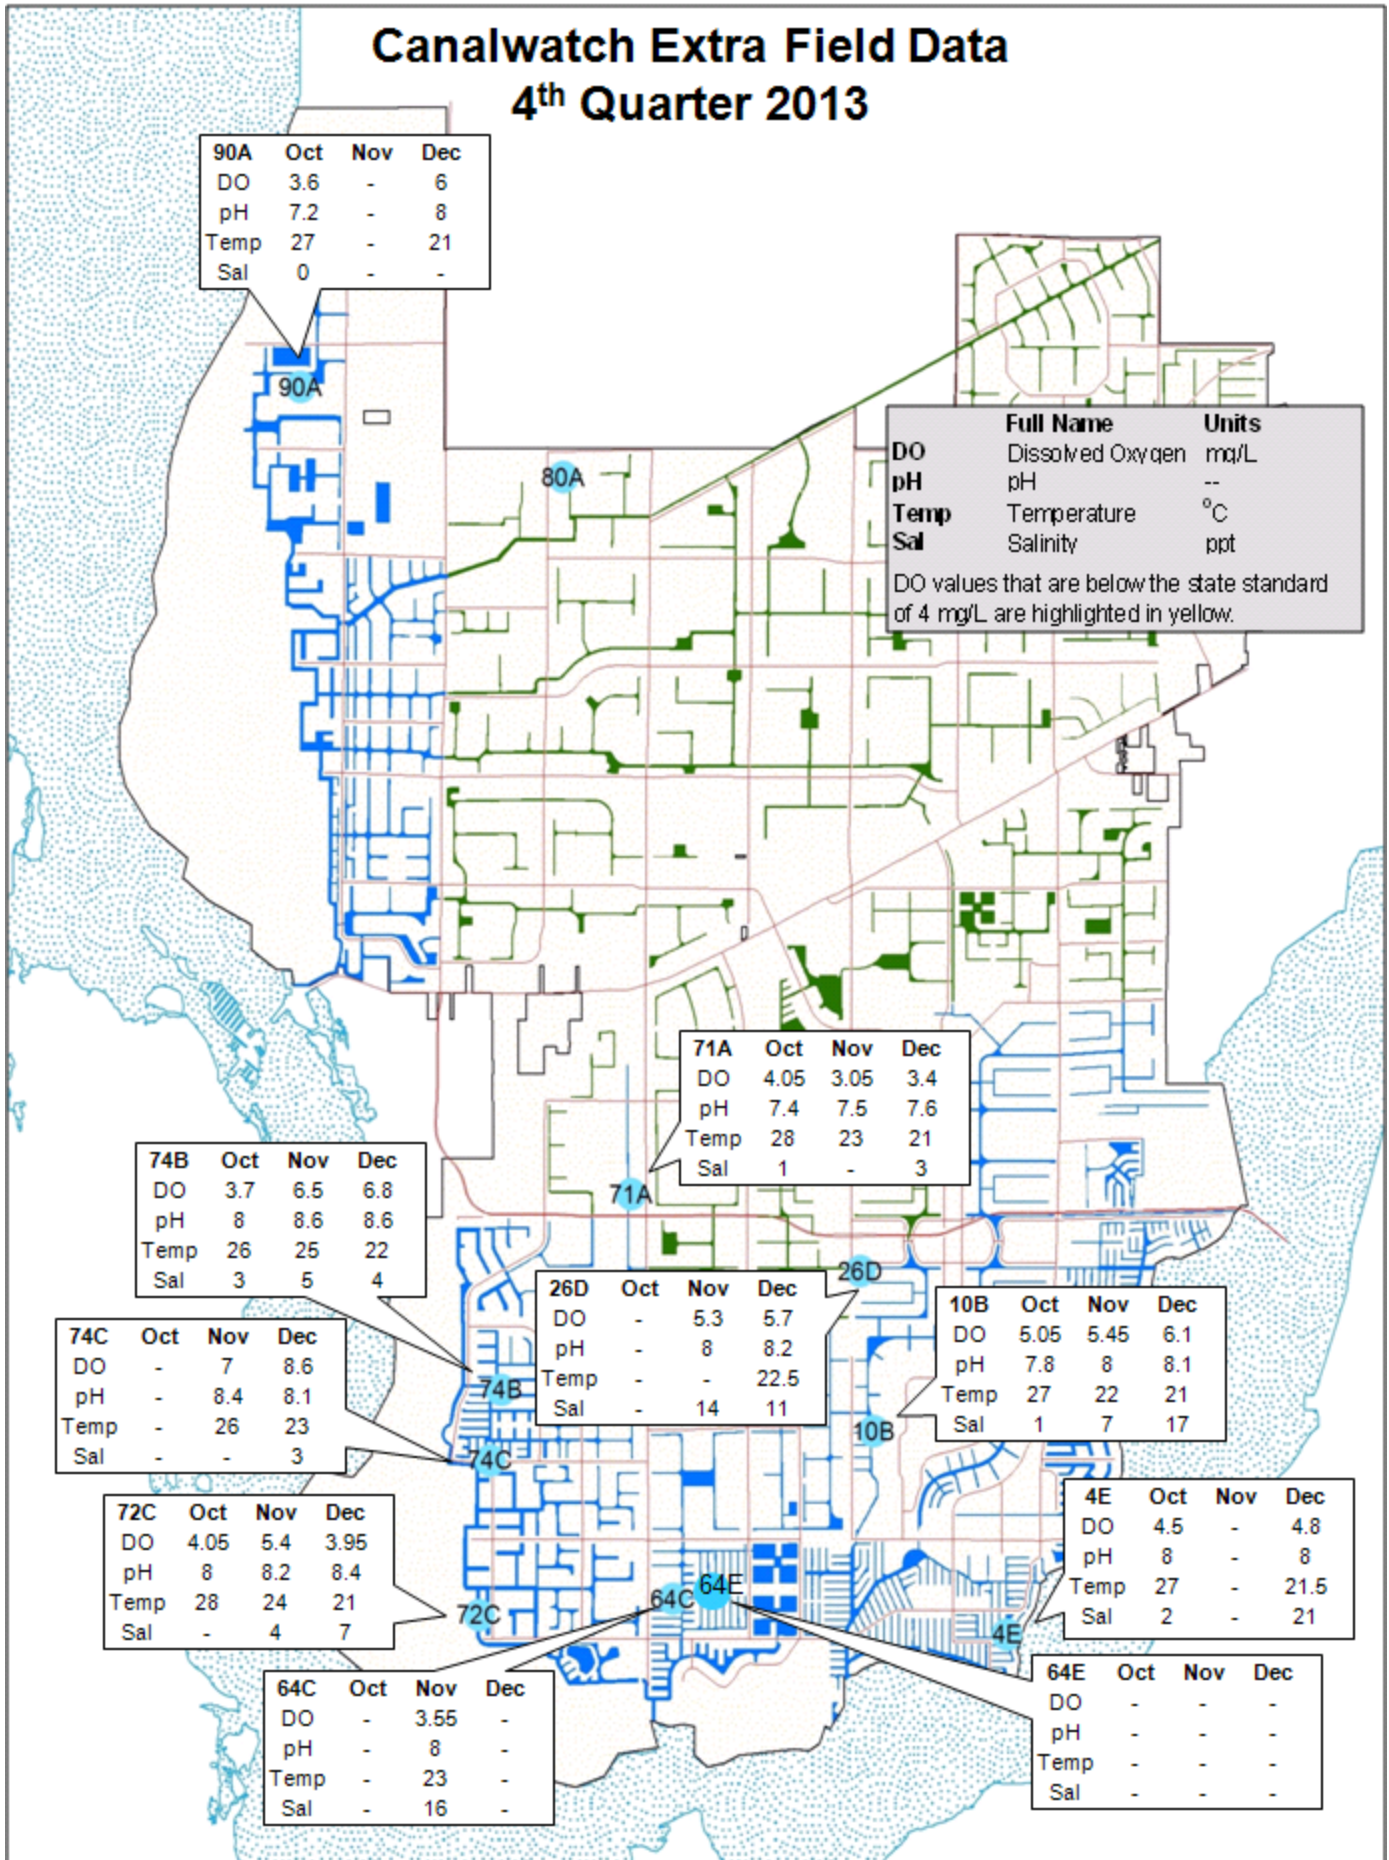 Canalwatch Extra Field Data
4th Quarter 2013
90A Oct Nov Dec
DO 3.6 - 6
pH 7.2 - 8
Temp 27 - 21
Sal 0 - -
90A
80A
Full Name Units
DO Dissolved Oxygen mg/L
pH pH --
Temp Temperature °C
Sal Salinity ppt
DO values that are below the state standard
of 4 mg/L are highlighted in yellow.
71A Oct Nov Dec
DO 4.05 3.05 3.4
pH 7.4 7.5 7.6
Temp 28 23 21
Sal 1 - 3
71A
74B Oct Nov Dec
DO 3.7 6.5 6.8
pH 8 8.6 8.6
Temp 26 25 22
Sal 3 5 4
26D
26D Oct Nov Dec
DO - 5.3 5.7
pH - 8 8.2
Temp - - 22.5
Sal - 14 11
10B Oct Nov Dec
DO 5.05 5.45 6.1
pH 7.8 8 8.1
Temp 27 22 21
Sal 1 7 17
74C Oct Nov Dec
DO - 7 8.6
pH - 8.4 8.1
Temp - 26 23
Sal - - 3
74B
10B
74C
72C Oct Nov Dec
DO 4.05 5.4 3.95
pH 8 8.2 8.4
Temp 28 24 21
Sal - 4 7
4E Oct Nov Dec
DO 4.5 - 4.8
pH 8 - 8
Temp 27 - 21.5
Sal 2 - 21
72C
64C
64E
4E
64C Oct Nov Dec
DO - 3.55 -
pH - 8 -
Temp - 23 -
Sal - 16 -
64E Oct Nov Dec
DO - - -
pH - - -
Temp - - -
Sal - - -